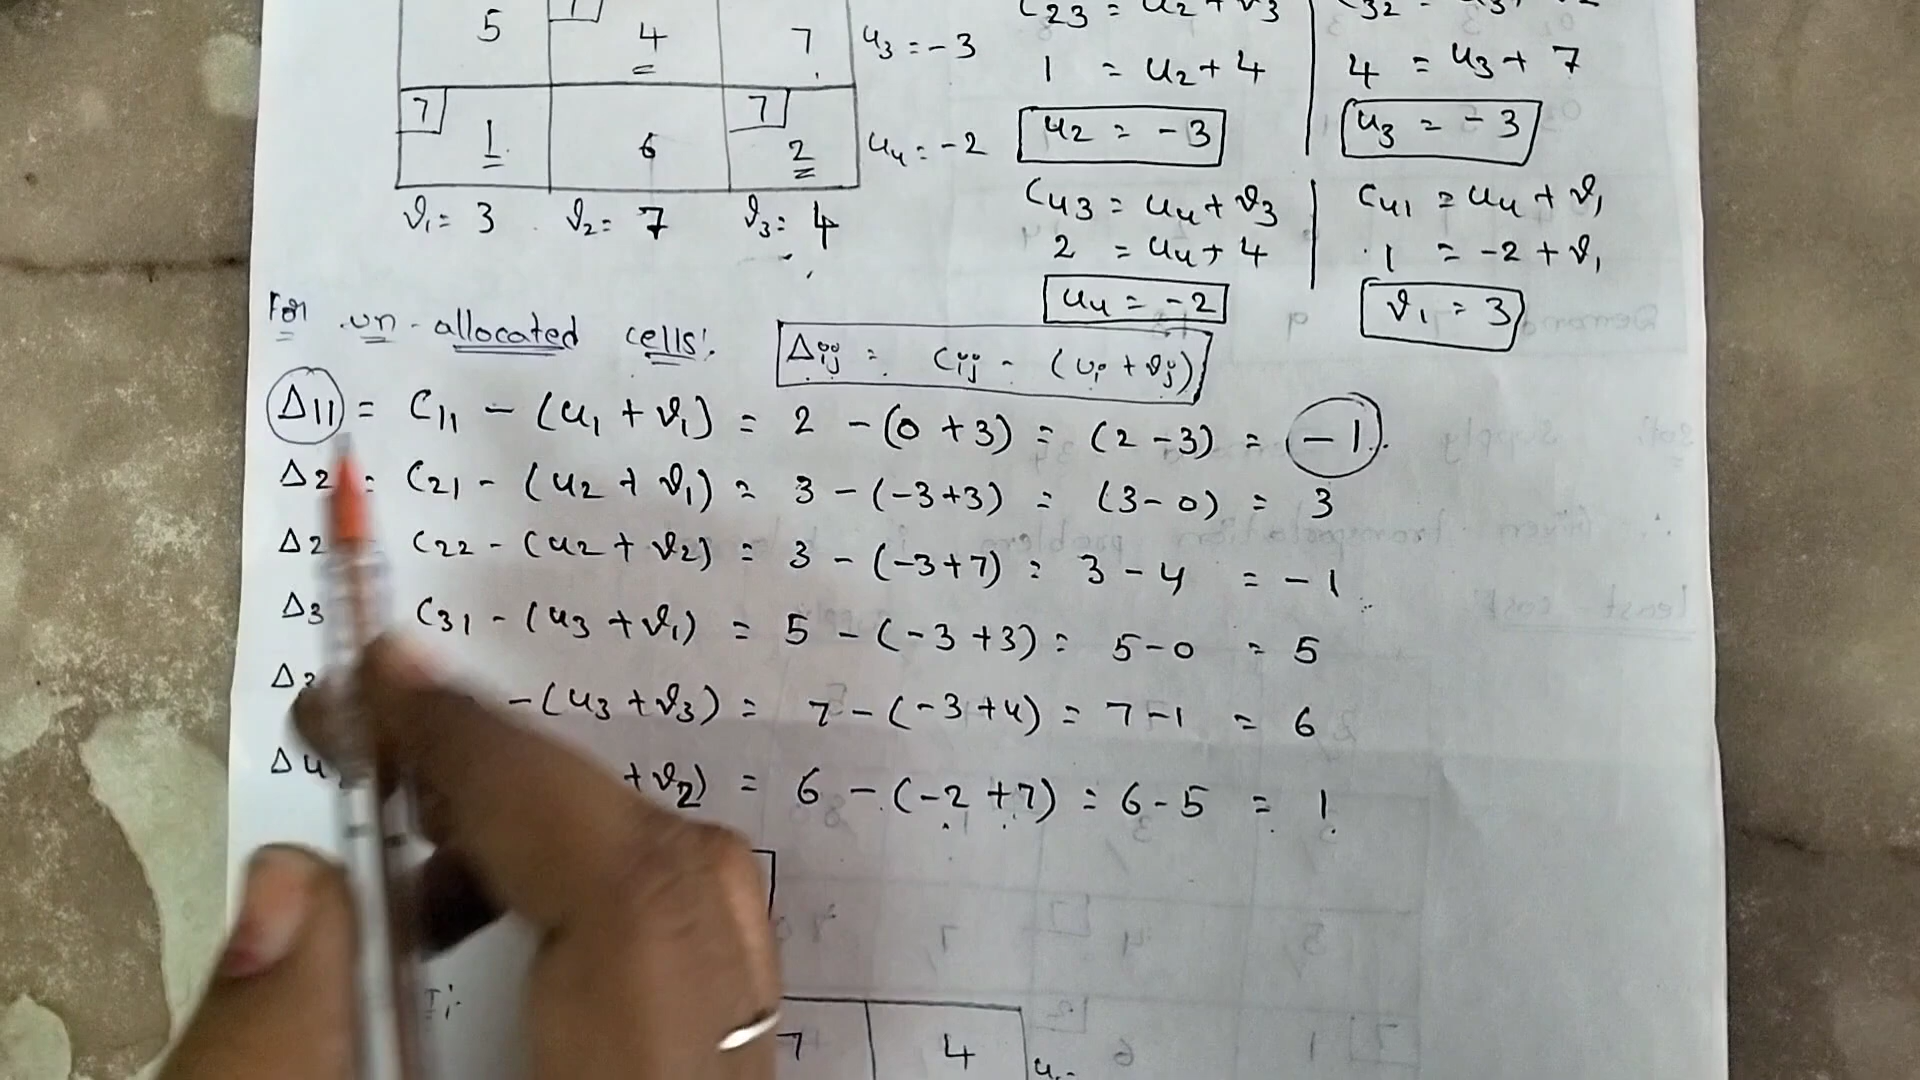 5 4 7 u3 = -3
C23 = u2 + v3
1 = u2 + 4
u2 = -3
4 = u3 + 7
u3 = -3
7 1 6 7 2 u4 = -2
v1 = 3 v2 = 7 v3 = 4
C43 = u4 + v3
2 = u4 + 4
u4 = -2
C41 = u4 + v1
1 = -2 + v1
v1 = 3
For un-allocated cells:
Δij = Cij - (ui + vj)
Δ11 = C11 - (u1 + v1) = 2 - (0 + 3) = (2 - 3) = -1
Δ2 = C21 - (u2 + v1) = 3 - (-3+3) = (3 - 0) = 3
Δ2 C22 - (u2 + v2) = 3 - (-3+7) = 3 - 4 = -1
Δ3 C31 - (u3 + v1) = 5 - (-3+3) = 5-0 = 5
Δ3 - (u3 + v3) = 7 - (-3+4) = 7-1 = 6
Δ4 + v2) = 6 - (-2+7) = 6-5 = 1
7 4